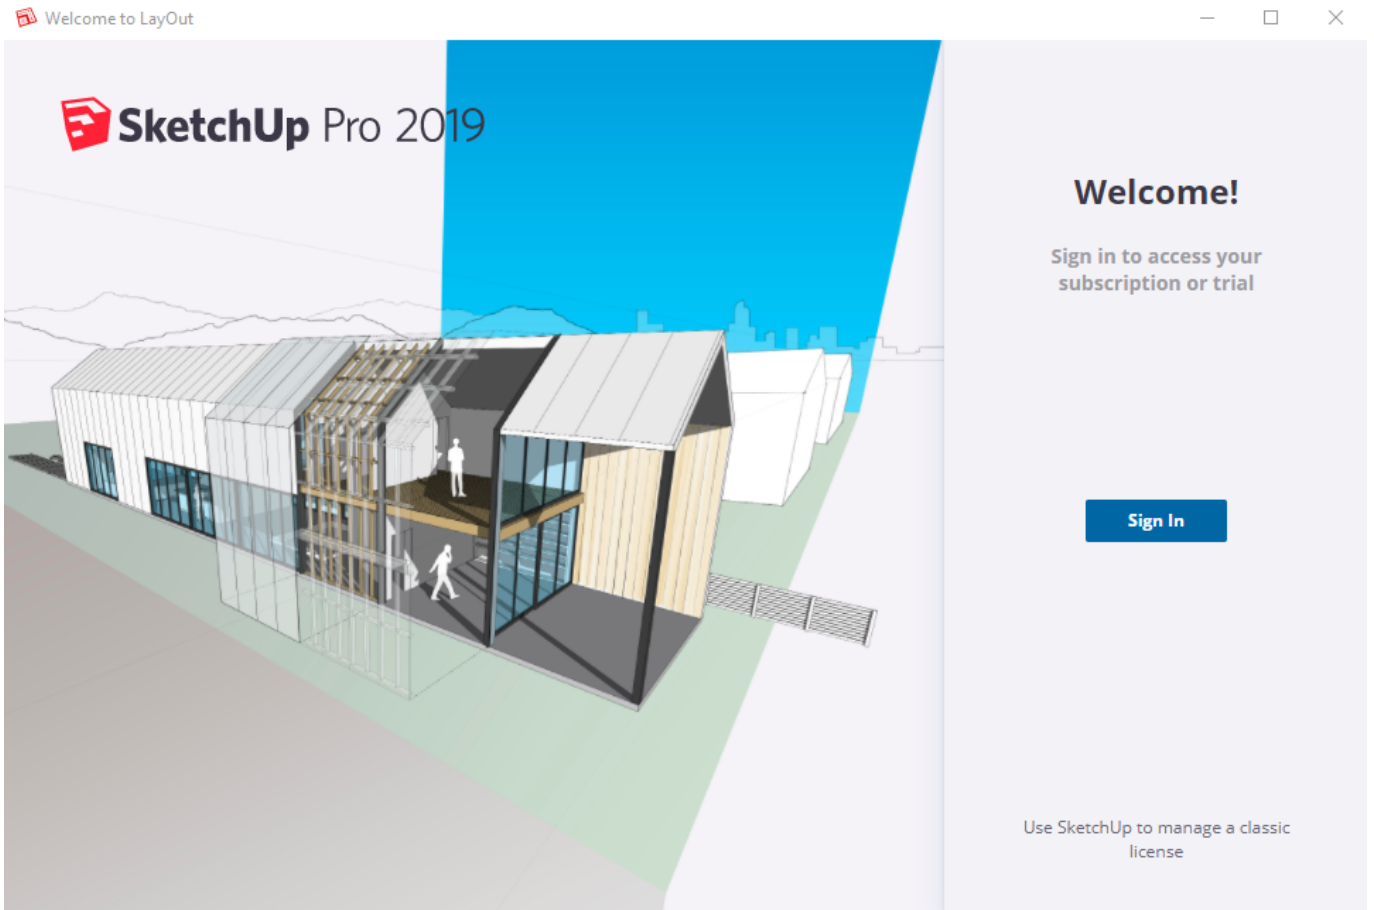 Welcome to LayOut
SketchUp Pro 2019
Welcome!
Sign in to access your
subscription or trial
Sign In
Use SketchUp to manage a classic
license